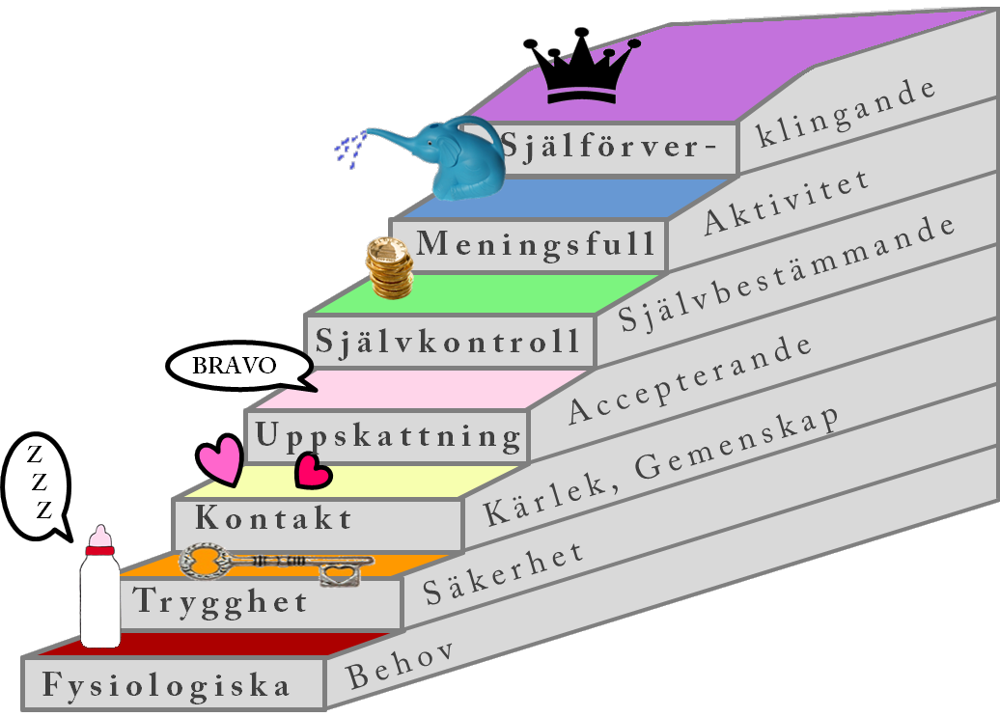 Själförver-
klingande
Meningsfull
Aktivitet
Självkontroll
Självbestämmande
BRAVO
Uppskattning
Accepterande
Kontakt
Kärlek, Gemenskap
Z
Z
Z
Trygghet
Säkerhet
Fysiologiska
Behov